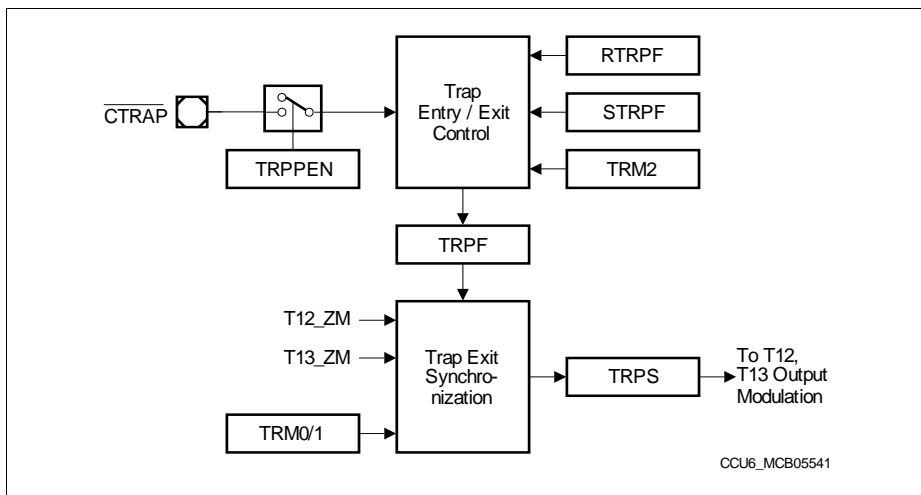 RTRPF
Trap
Entry / Exit
Control
CTRAP
STRPF
TRPPEN
TRM2
TRPF
T12_ZM
T13_ZM
Trap Exit
Synchro-
nization
TRPS
To T12,
T13 Output
Modulation
TRM0/1
CCU6_MCB05541